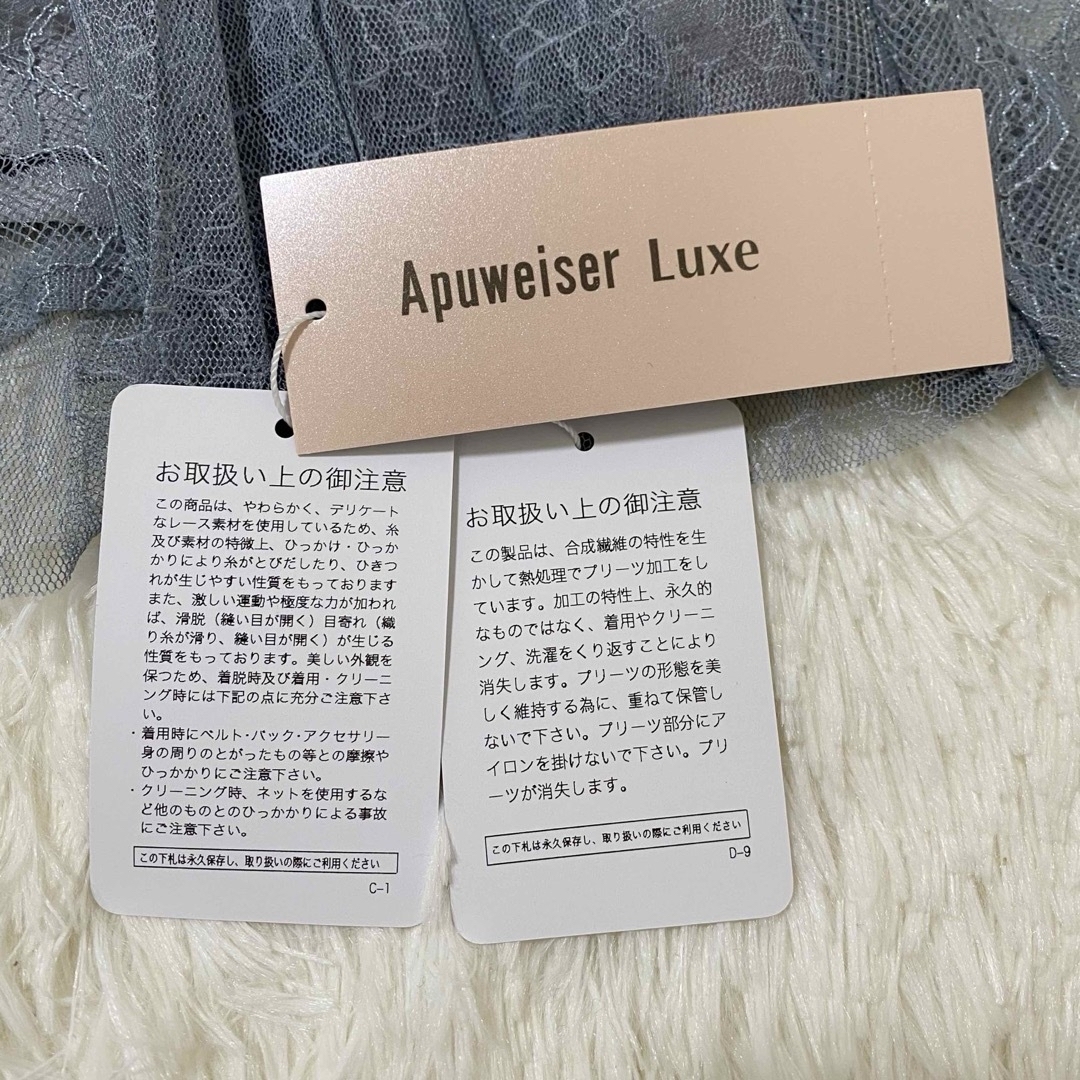 Apuweiser Luxe
お取扱い上の御注意
この商品は、やわらかく、デリケート
なレース素材を使用しているため、糸
及び素材の特徴上、ひっかけ・ひっか
かりにより糸がとびだしたり、ひきつ
れが生じやすい性質をもっております
また、激しい運動や極度な力が加われ
ば、滑脱（縫い目が開く）目寄れ（織
り糸が滑り、縫い目が開く）が生じる
性質をもっております。美しい外観を
保つため、着脱時及び着用・クリーニ
ング時には下記の点に充分ご注意下さ
い。
・着用時にベルト・バック・アクセサリー
身の周りのとがったもの等との摩擦や
ひっかかりにご注意下さい。
・クリーニング時、ネットを使用するな
ど他のものとのひっかかりによる事故
にご注意下さい。
この下札は永久保存し、取り扱いの際にご利用ください
C-1
お取扱い上の御注意
この製品は、合成繊維の特性を生
かして熱処理でプリーツ加工をし
ています。加工の特性上、永久的
なものではなく、着用やクリーニ
ング、洗濯をくり返すことにより
消失します。プリーツの形態を美
しく維持する為に、重ねて保管し
ないで下さい。プリーツ部分にア
イロンを掛けないで下さい。プリ
ーツが消失します。
この下札は永久保存し、取り扱いの際にご利用ください
D-9